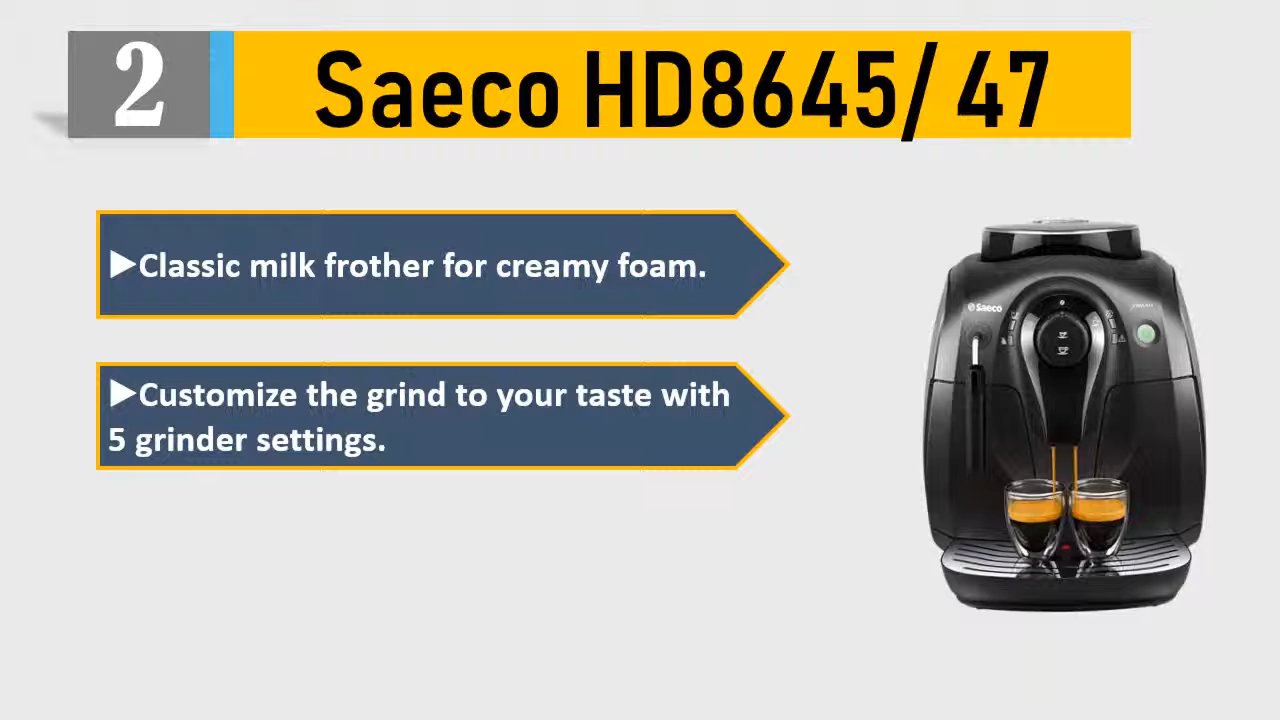 2
Saeco HD8645/ 47
▶Classic milk frother for creamy foam.
▶Customize the grind to your taste with
5 grinder settings.
Saeco